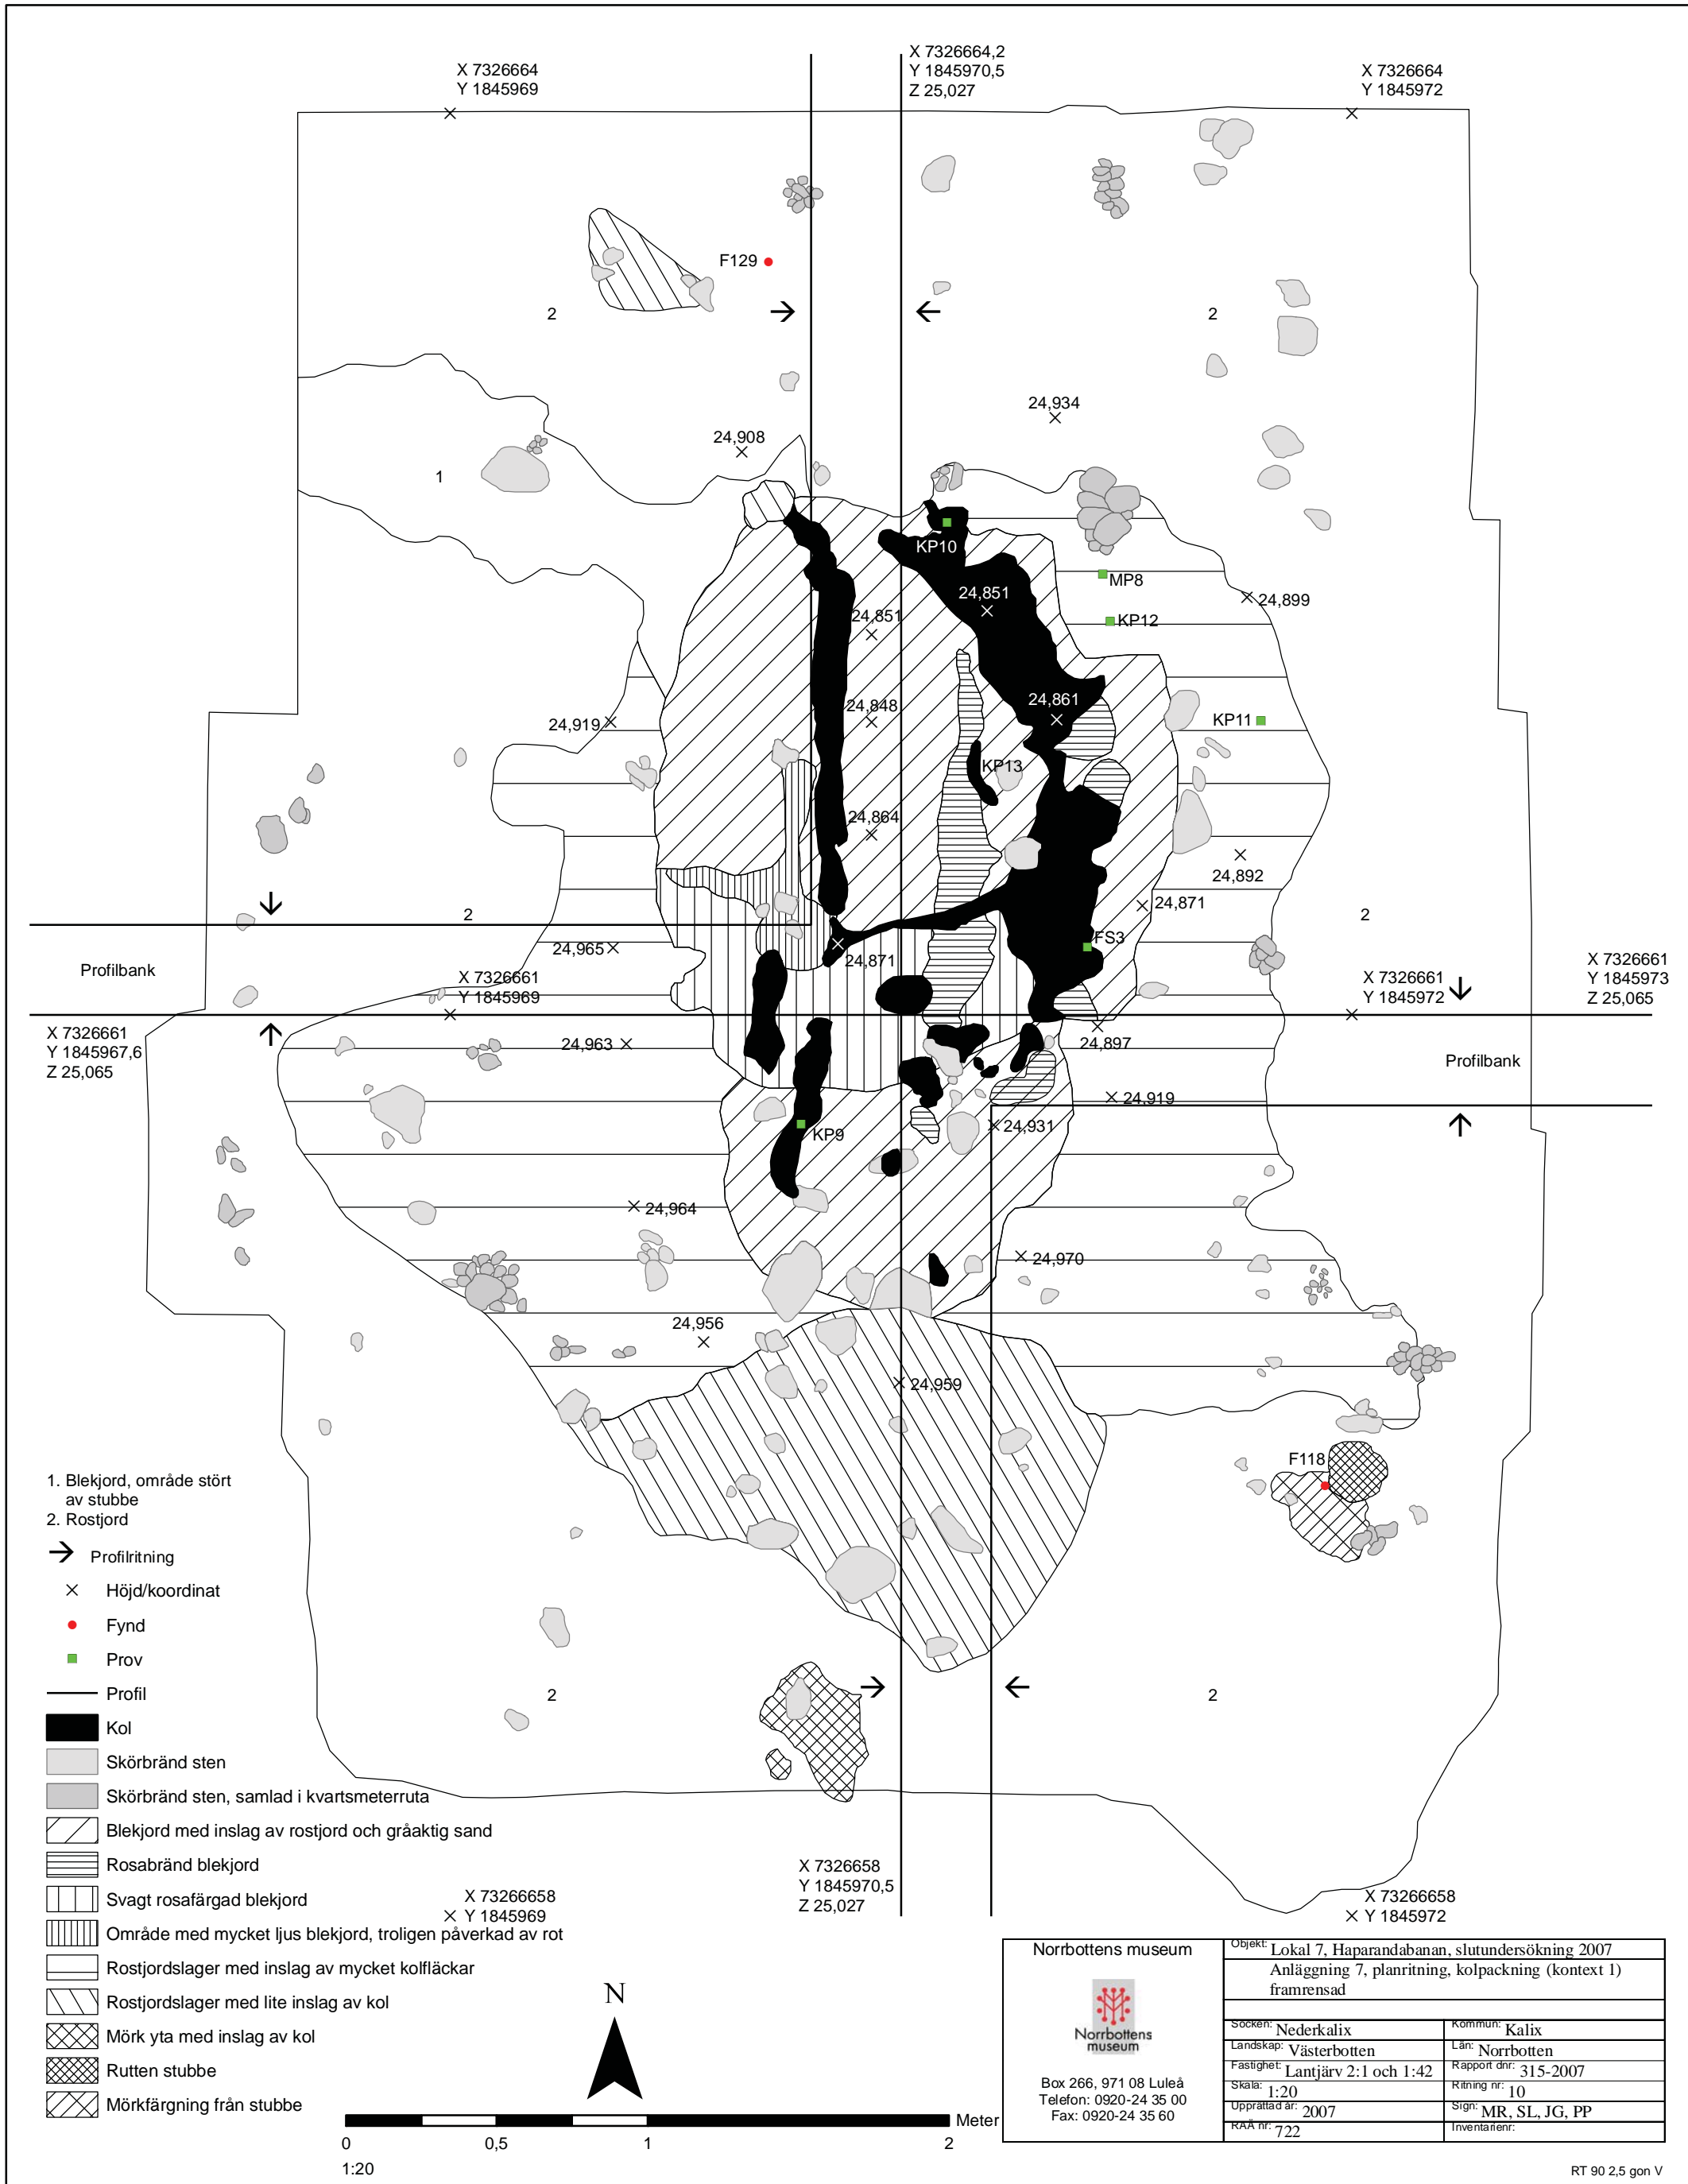 X 7326664
Y 1845969
X 7326664,2
Y 1845970,5
Z 25,027
X 7326664
Y 1845972
F129
2
2
24,934
24,908
1
KP10
MP8
24,851
24,899
24,851
KP12
24,861
24,848
24,919
KP11
KP13
24,864
24,892
24,871
2
2
FS3
24,965
24,871
Profilbank
X 7326661
Y 1845969
X 7326661
Y 1845972
X 7326661
Y 1845973
Z 25,065
X 7326661
Y 1845967,6
Z 25,065
24,963
24,897
Profilbank
24,919
24,931
KP9
24,964
24,970
24,956
24,959
F118
1. Blekjord, område stört
av stubbe
2. Rostjord
Profilritning
Höjd/koordinat
Fynd
Prov
Profil
2
2
Kol
Skörbränd sten
Skörbränd sten, samlad i kvartsmeterruta
Blekjord med inslag av rostjord och gråaktig sand
Rosabränd blekjord
Svagt rosafärgad blekjord
Område med mycket ljus blekjord, troligen påverkad av rot
Rostjordslager med inslag av mycket kolfläckar
Rostjordslager med lite inslag av kol
Mörk yta med inslag av kol
Rutten stubbe
Mörkfärgning från stubbe
X 7326658
Y 1845970,5
Z 25,027
X 73266658
Y 1845969
X 73266658
Y 1845972
N
Meter
0 0,5 1 2
1:20
Norrbottens museum
Norrbottens
museum
Box 266, 971 08 Luleå
Telefon: 0920-24 35 00
Fax: 0920-24 35 60
Objekt: Lokal 7, Haparandabanan, slutundersökning 2007
Anläggning 7, planritning, kolpackning (kontext 1)
framrensad
Socken: Nederkalix Kommun: Kalix
Landskap: Västerbotten Län: Norrbotten
Fastighet: Lantjärv 2:1 och 1:42 Rapport dnr: 315-2007
Skala: 1:20 Ritning nr: 10
Upprättad år: 2007 Sign: MR, SL, JG, PP
RAÄ nr: 722 Inventarienr:
RT 90 2,5 gon V